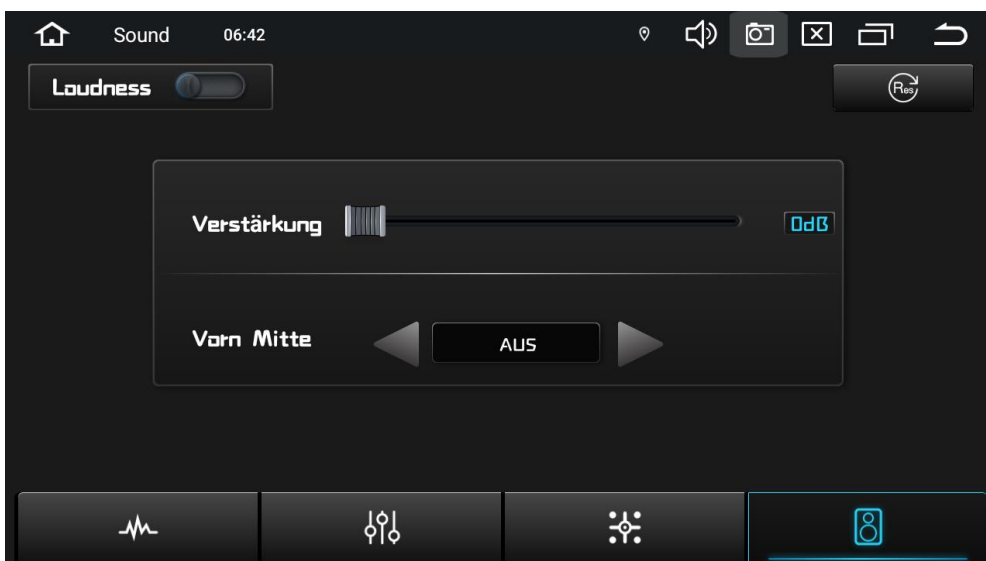 Sound 06:42
Loudness
Res
Verstärkung 0dB
Vorn Mitte AUS